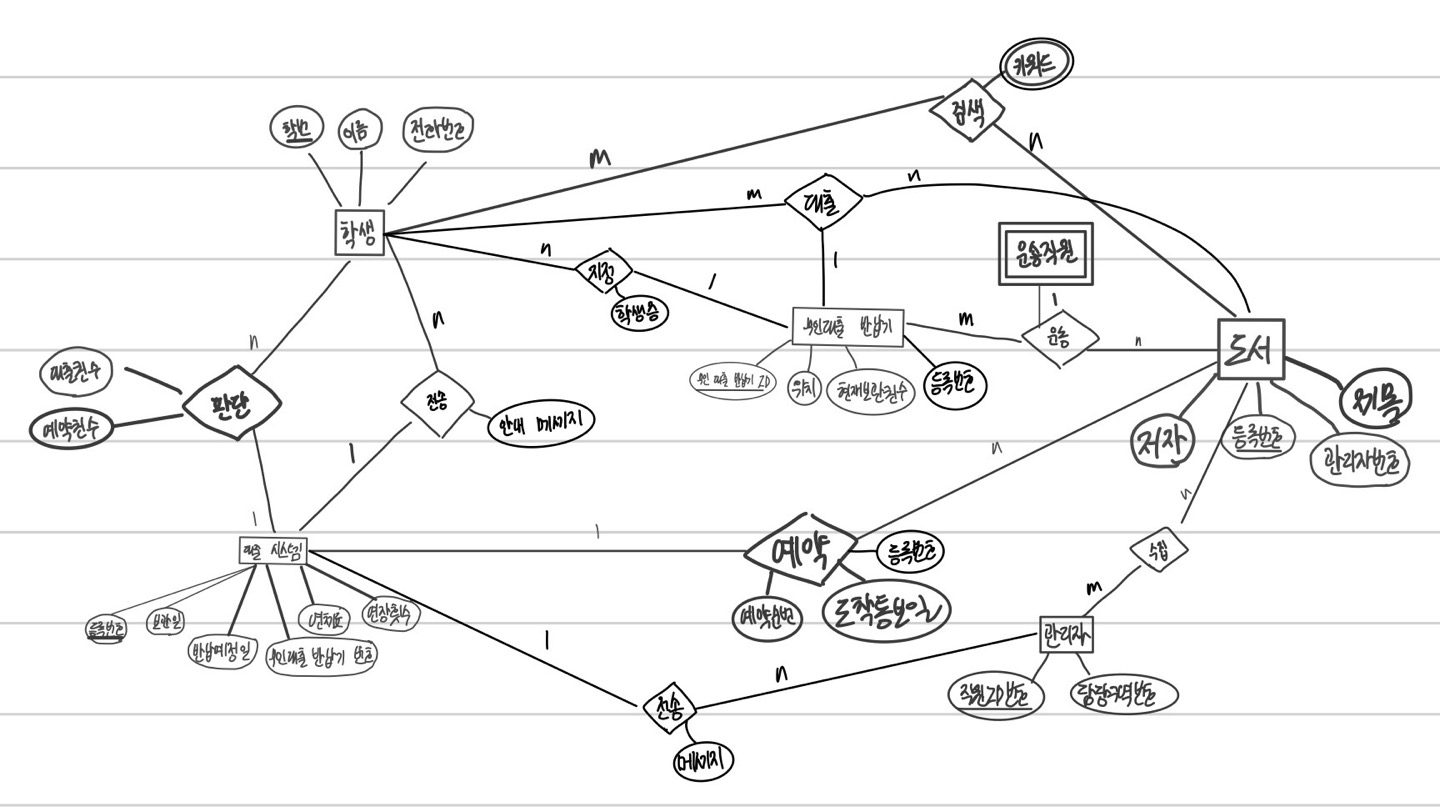 키워드
검색
학번
이름
전화번호
m
n
대출
m
n
학생
지정
n
1
학생증
1
운송직원
1
운송
m
n
무인대출 반납기
무인 대출 반납기 ID
위치
현재보관권수
등록번호
도서
저자
등록번호
관리자번호
제목
대출권수
예약권수
판단
n
1
전송
n
1
안내 메세지
대출 시스템
등록번호
보관일
반납예정일
무인대출 반납기 번호
연체료
연장횟수
1
예약
n
등록번호
예약순번
도착통보일
수집
n
m
관리자
직원ID번호
담당구역번호
1
전송
n
메세지